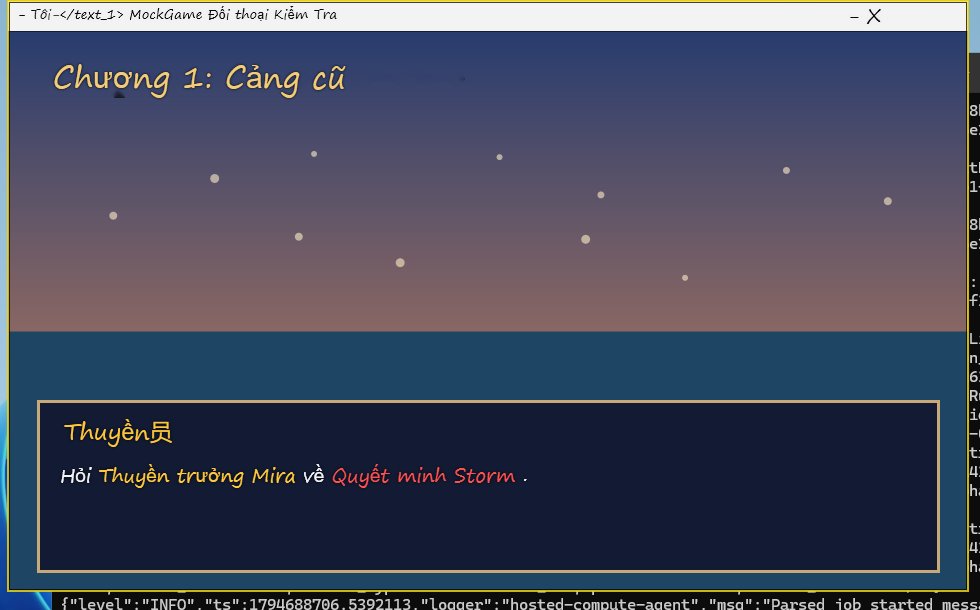 - Tôi-</text_1> MockGame Đối thoại Kiểm Tra
– X
Chương 1: Cảng cũ
Thuyền员
Hỏi Thuyền trưởng Mira về Quyết minh Storm .
{"level":"INFO","ts":1794688706.5392113,"logger":"hosted-compute-agent","msg":"Parsed job started mes